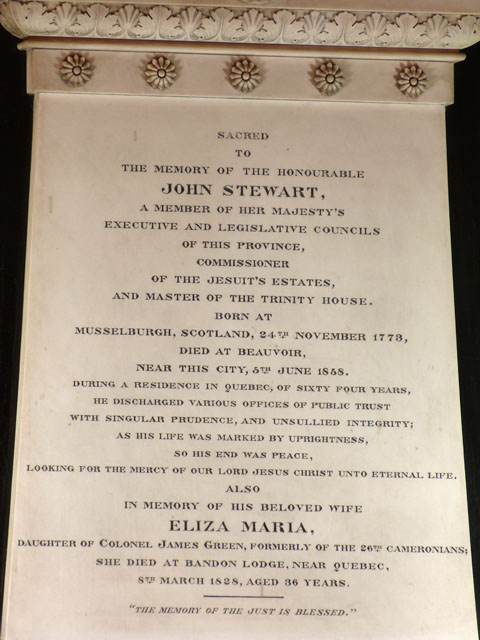 SACRED
TO
THE MEMORY OF THE HONOURABLE
JOHN STEWART,
A MEMBER OF HER MAJESTY'S
EXECUTIVE AND LEGISLATIVE COUNCILS
OF THIS PROVINCE,
COMMISSIONER
OF THE JESUIT'S ESTATES,
AND MASTER OF THE TRINITY HOUSE.
BORN AT
MUSSELBURGH, SCOTLAND, 24TH NOVEMBER 1773,
DIED AT BEAUVOIR,
NEAR THIS CITY, 5TH JUNE 1858.
DURING A RESIDENCE IN QUEBEC, OF SIXTY FOUR YEARS,
HE DISCHARGED VARIOUS OFFICES OF PUBLIC TRUST
WITH SINGULAR PRUDENCE, AND UNSULLIED INTEGRITY;
AS HIS LIFE WAS MARKED BY UPRIGHTNESS,
SO HIS END WAS PEACE,
LOOKING FOR THE MERCY OF OUR LORD JESUS CHRIST UNTO ETERNAL LIFE.
ALSO
IN MEMORY OF HIS BELOVED WIFE
ELIZA MARIA,
DAUGHTER OF COLONEL JAMES GREEN, FORMERLY OF THE 26TH CAMERONIANS;
SHE DIED AT BANDON LODGE, NEAR QUEBEC,
8TH MARCH 1828, AGED 36 YEARS.
"THE MEMORY OF THE JUST IS BLESSED."